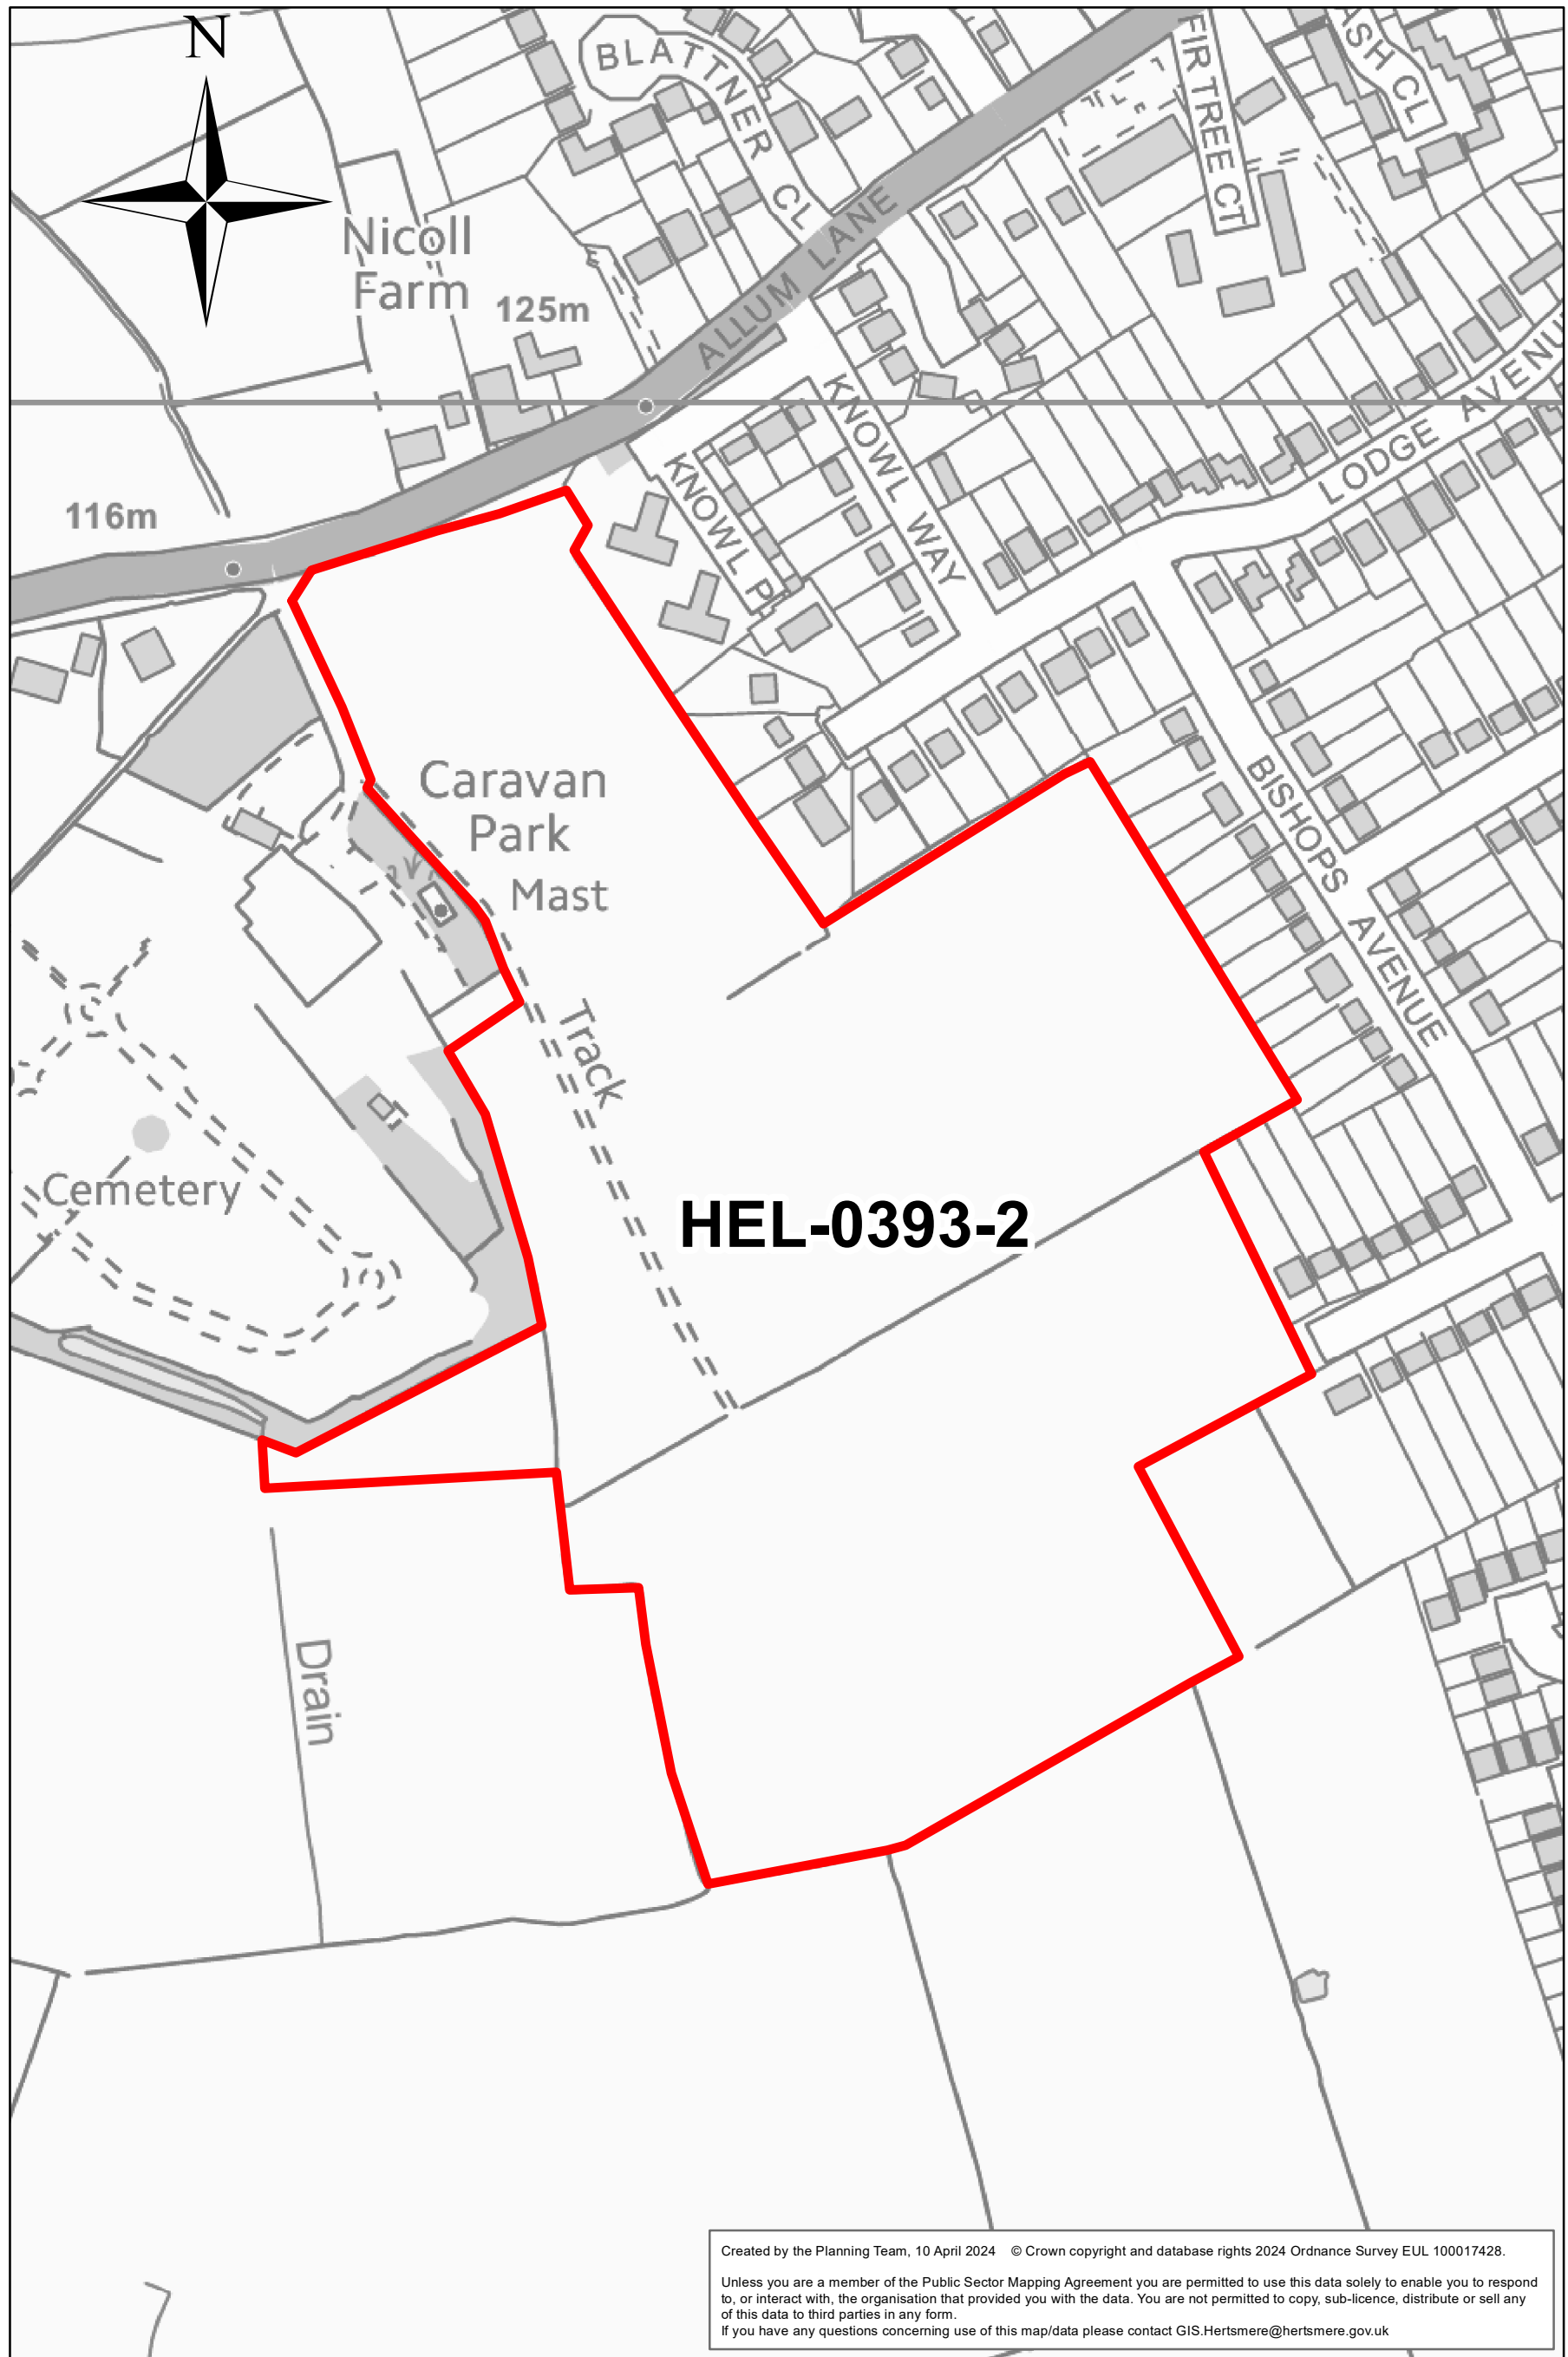 N
BLATTNER CL
FIRTREE CT
ASH CL
Nicoll
Farm
125m
ALLUM LANE
KNOWL WAY
LODGE AVENU
KNOWL PL
116m
Caravan
Park
Mast
BISHOPS AVENUE
Track
Cemetery
HEL-0393-2
Drain
Created by the Planning Team, 10 April 2024 © Crown copyright and database rights 2024 Ordnance Survey EUL 100017428.
Unless you are a member of the Public Sector Mapping Agreement you are permitted to use this data solely to enable you to respond
to, or interact with, the organisation that provided you with the data. You are not permitted to copy, sub-licence, distribute or sell any
of this data to third parties in any form.
If you have any questions concerning use of this map/data please contact GIS.Hertsmere@hertsmere.gov.uk